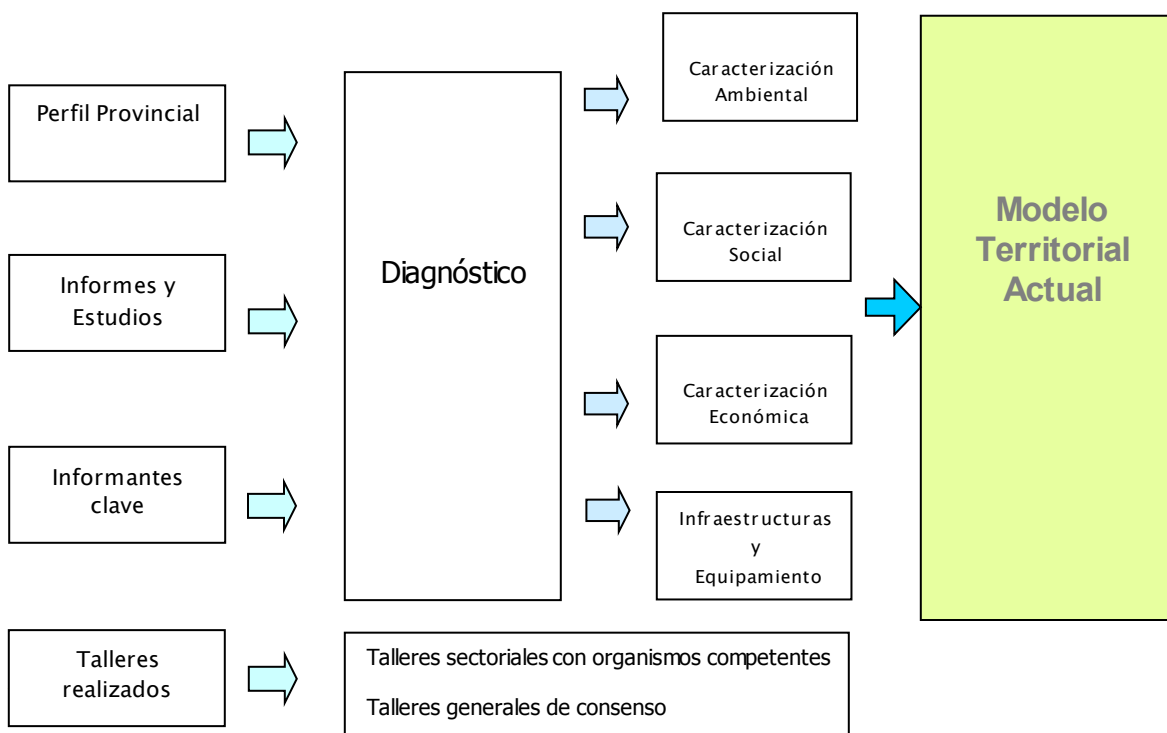 Perfil Provincial
Informes y
Estudios
Informantes
clave
Talleres
realizados
Diagnóstico
Talleres sectoriales con organismos competentes
Talleres generales de consenso
Caracterización
Ambiental
Caracterización
Social
Caracterización
Económica
Infraestructuras
y
Equipamiento
Modelo
Territorial
Actual